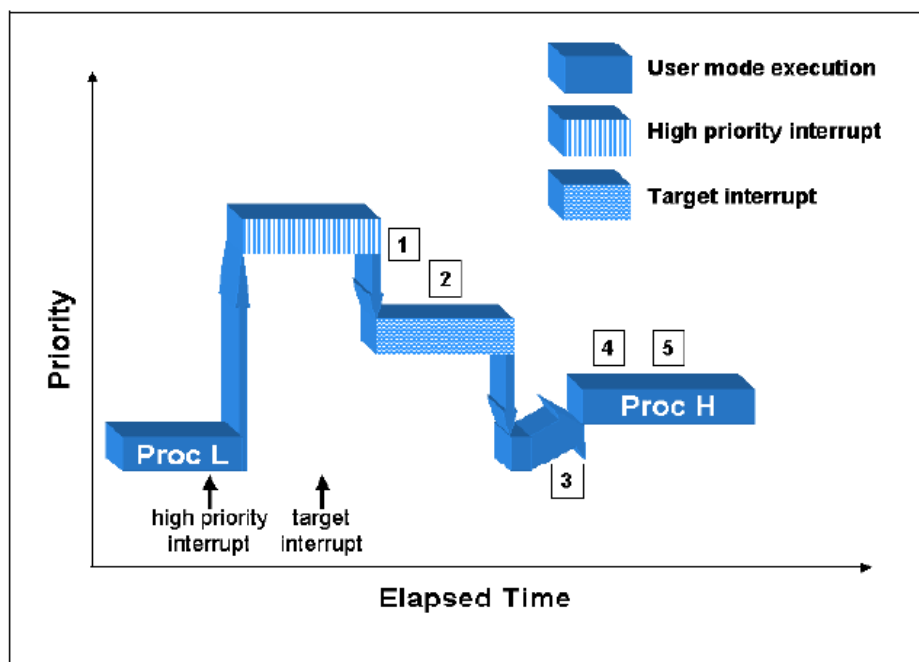 User mode execution
High priority interrupt
Target interrupt
1
2
4 5
Proc L
Proc H
3
high priority
interrupt
target
interrupt
Priority
Elapsed Time